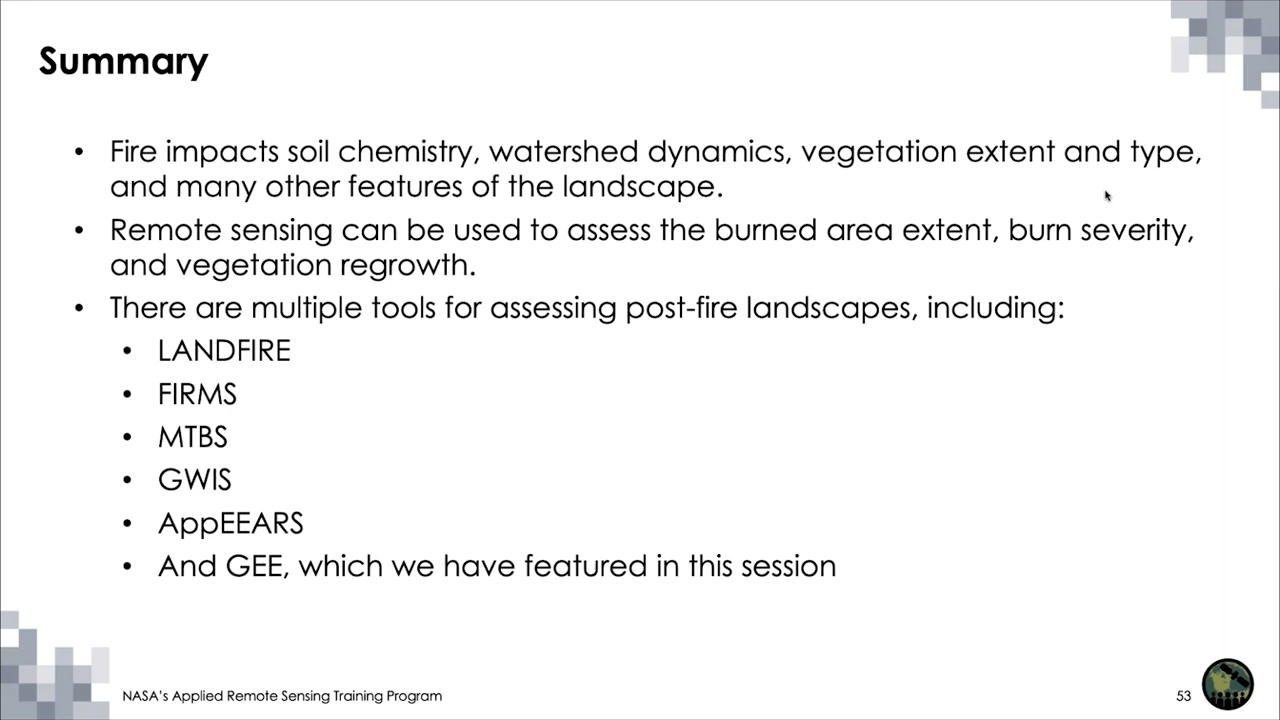 Summary
• Fire impacts soil chemistry, watershed dynamics, vegetation extent and type,
and many other features of the landscape.
• Remote sensing can be used to assess the burned area extent, burn severity,
and vegetation regrowth.
• There are multiple tools for assessing post-fire landscapes, including:
• LANDFIRE
• FIRMS
• MTBS
• GWIS
• AppEEARS
• And GEE, which we have featured in this session
NASA's Applied Remote Sensing Training Program
53